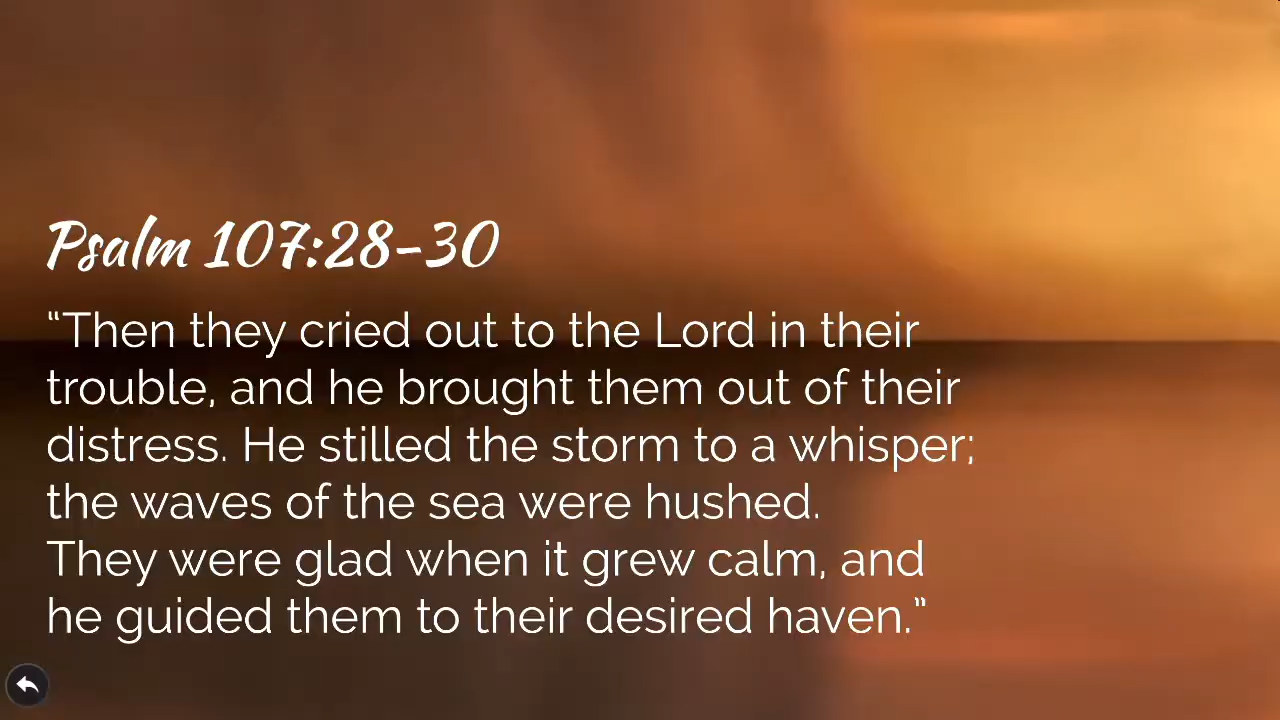 Psalm 107:28-30
“Then they cried out to the Lord in their
trouble, and he brought them out of their
distress. He stilled the storm to a whisper;
the waves of the sea were hushed.
They were glad when it grew calm, and
he guided them to their desired haven.”